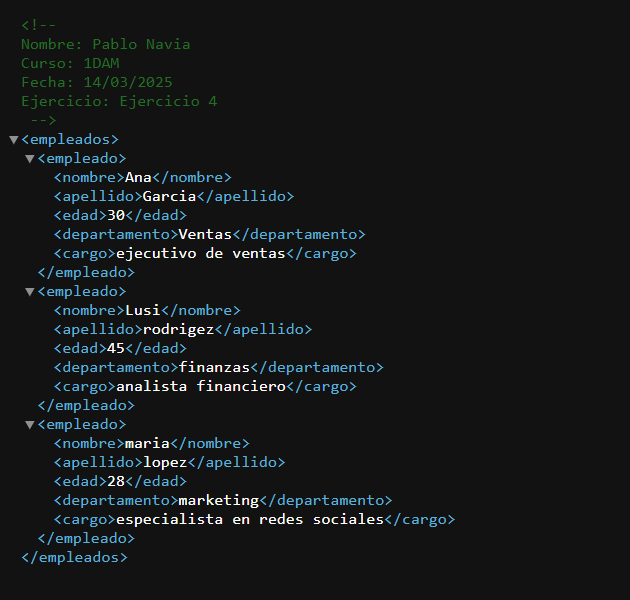 <!--
Nombre: Pablo Navia
Curso: 1DAM
Fecha: 14/03/2025
Ejercicio: Ejercicio 4
-->
<empleados>
<empleado>
<nombre>Ana</nombre>
<apellido>Garcia</apellido>
<edad>30</edad>
<departamento>Ventas</departamento>
<cargo>ejecutivo de ventas</cargo>
</empleado>
<empleado>
<nombre>Lusi</nombre>
<apellido>rodrigez</apellido>
<edad>45</edad>
<departamento>finanzas</departamento>
<cargo>analista financiero</cargo>
</empleado>
<empleado>
<nombre>maria</nombre>
<apellido>lopez</apellido>
<edad>28</edad>
<departamento>marketing</departamento>
<cargo>especialista en redes sociales</cargo>
</empleado>
</empleados>